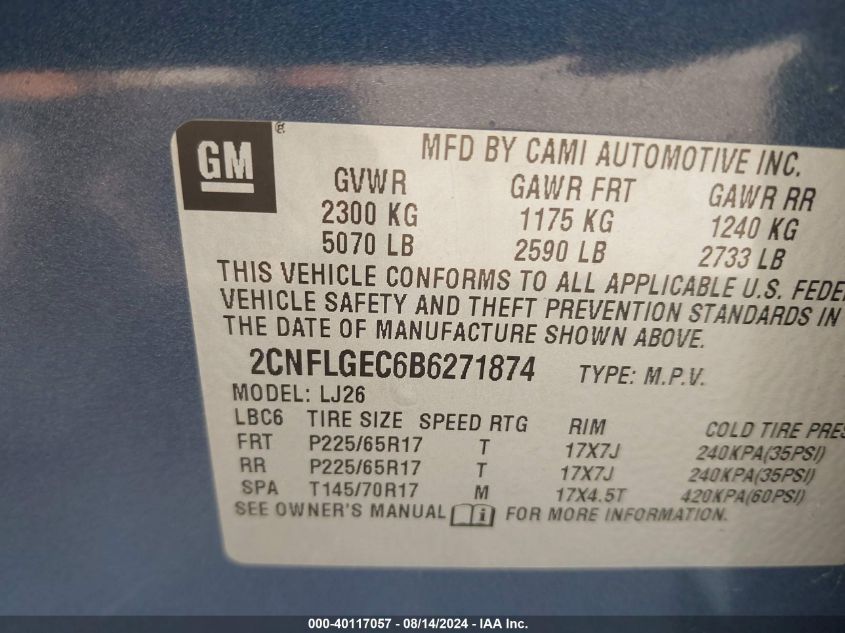 GM ® MFD BY CAMI AUTOMOTIVE INC.
GVWR GAWR FRT GAWR RR
2300 KG 1175 KG 1240 KG
5070 LB 2590 LB 2733 LB
THIS VEHICLE CONFORMS TO ALL APPLICABLE U.S. FEDE
VEHICLE SAFETY AND THEFT PREVENTION STANDARDS IN
THE DATE OF MANUFACTURE SHOWN ABOVE.
2CNFLGEC6B6271874 TYPE: M.P.V.
MODEL: LJ26
LBC6 TIRE SIZE SPEED RTG RIM COLD TIRE PRES
FRT P225/65R17 T 17X7J 240KPA(35PSI)
RR P225/65R17 T 17X7J 240KPA(35PSI)
SPA T145/70R17 M 17X4.5T 420KPA(60PSI)
SEE OWNER'S MANUAL i FOR MORE INFORMATION.
000-40117057 - 08/14/2024 - IAA Inc.